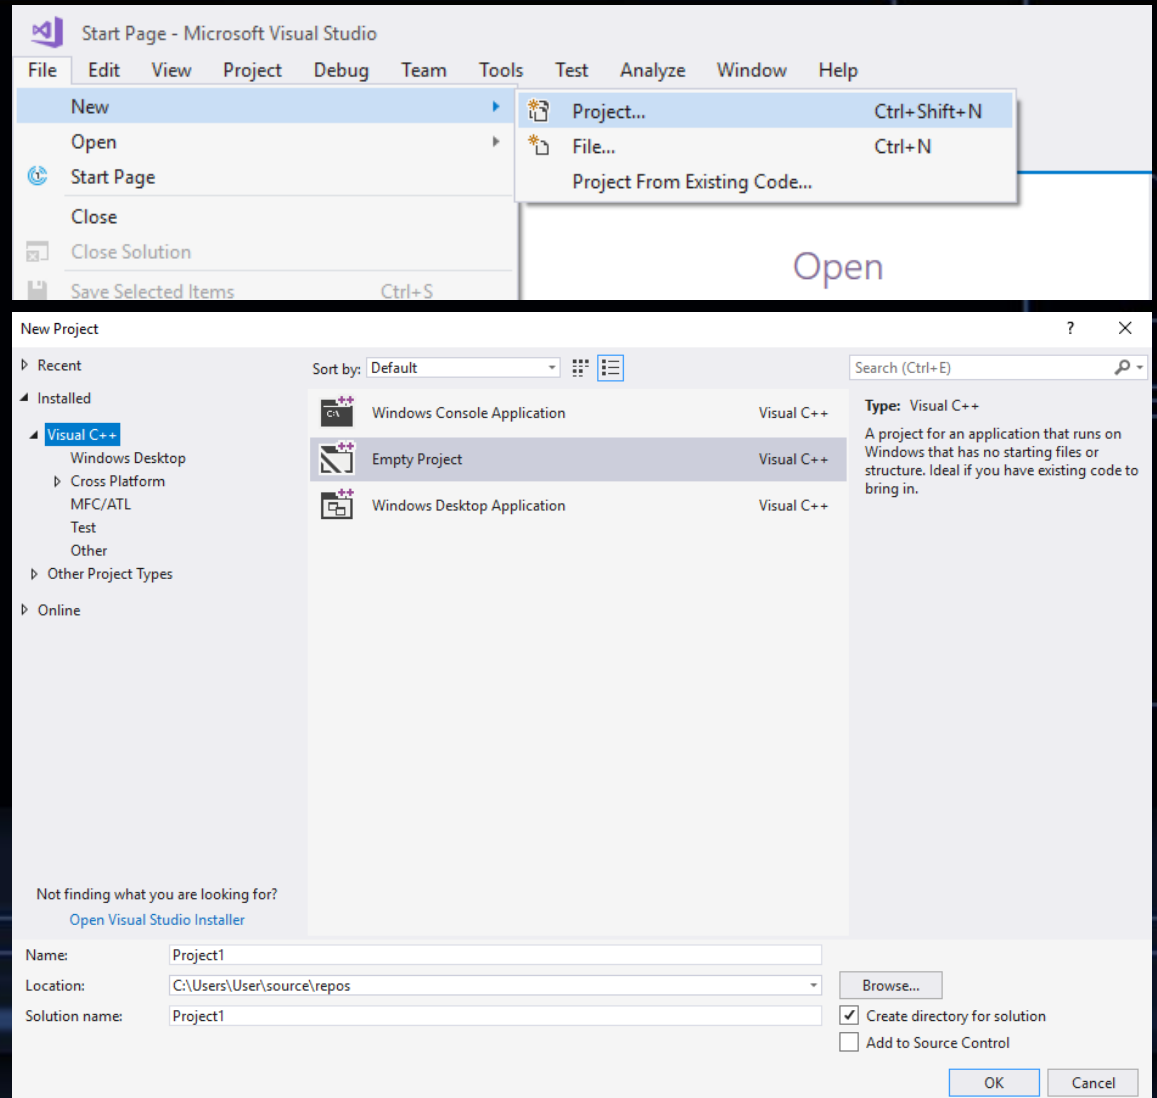 Start Page - Microsoft Visual Studio
File Edit View Project Debug Team Tools Test Analyze Window Help
New
Project... Ctrl+Shift+N
Open
File... Ctrl+N
Start Page
Project From Existing Code...
Close
Close Solution
Open
Save Selected Items Ctrl+S
New Project ?
Recent
Sort by: Default
Search (Ctrl+E)
Installed
Visual C++
Windows Desktop
Cross Platform
MFC/ATL
Test
Other
Other Project Types
Online
Not finding what you are looking for?
Open Visual Studio Installer
C:\ ++ Windows Console Application Visual C++
++ Empty Project Visual C++
++ Windows Desktop Application Visual C++
Type: Visual C++
A project for an application that runs on
Windows that has no starting files or
structure. Ideal if you have existing code to
bring in.
Name: Project1
Location: C:\Users\User\source\repos Browse...
Solution name: Project1
Create directory for solution
Add to Source Control
OK Cancel